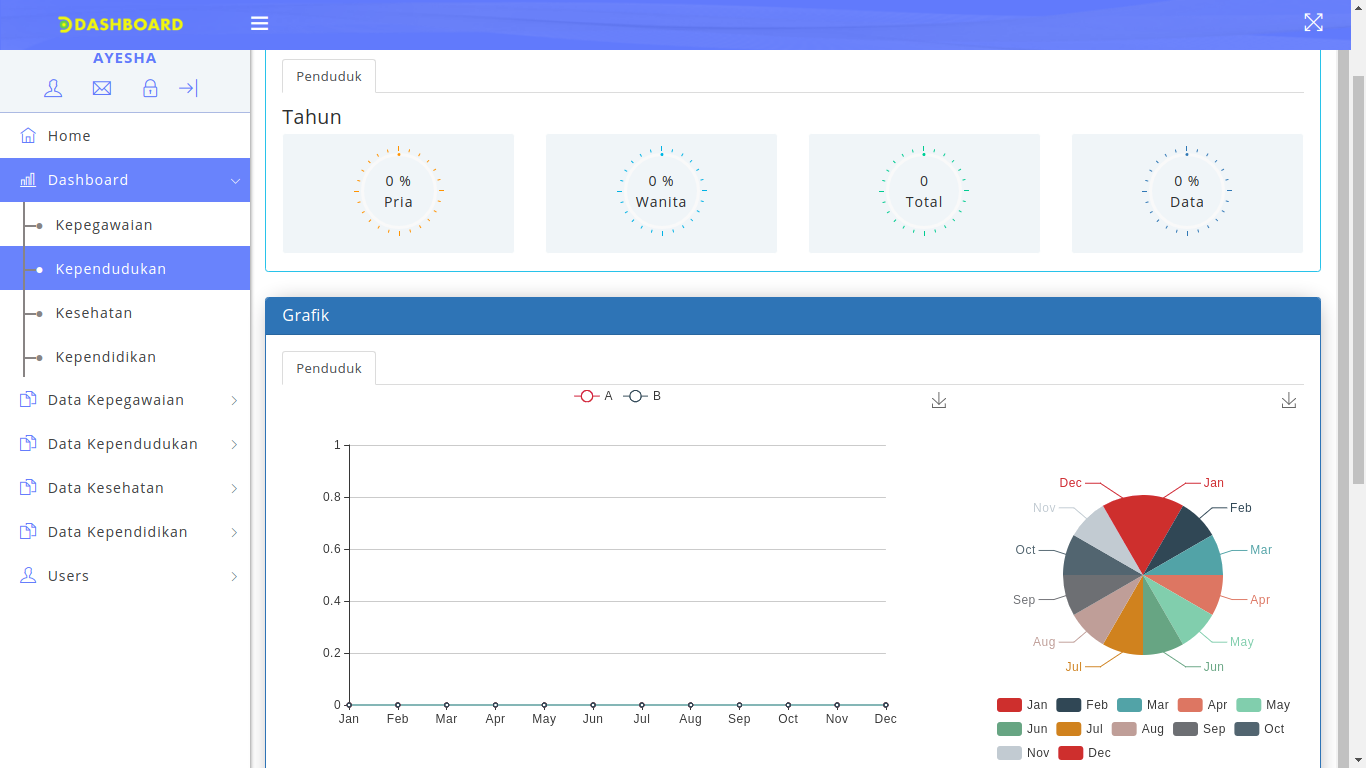 DASHBOARD
AYESHA
Home
Dashboard
Kepegawaian
Kependudukan
Kesehatan
Kependidikan
Data Kepegawaian
Data Kependudukan
Data Kesehatan
Data Kependidikan
Users
Penduduk
Tahun
0 %
Pria
0 %
Wanita
0
Total
0 %
Data
Grafik
Penduduk
A B
1
0.8
0.6
0.4
0.2
0
Jan Feb Mar Apr May Jun Jul Aug Sep Oct Nov Dec
Dec Jan
Nov Feb
Oct Mar
Sep Apr
Aug May
Jul Jun
Jan Feb Mar Apr May
Jun Jul Aug Sep Oct
Nov Dec